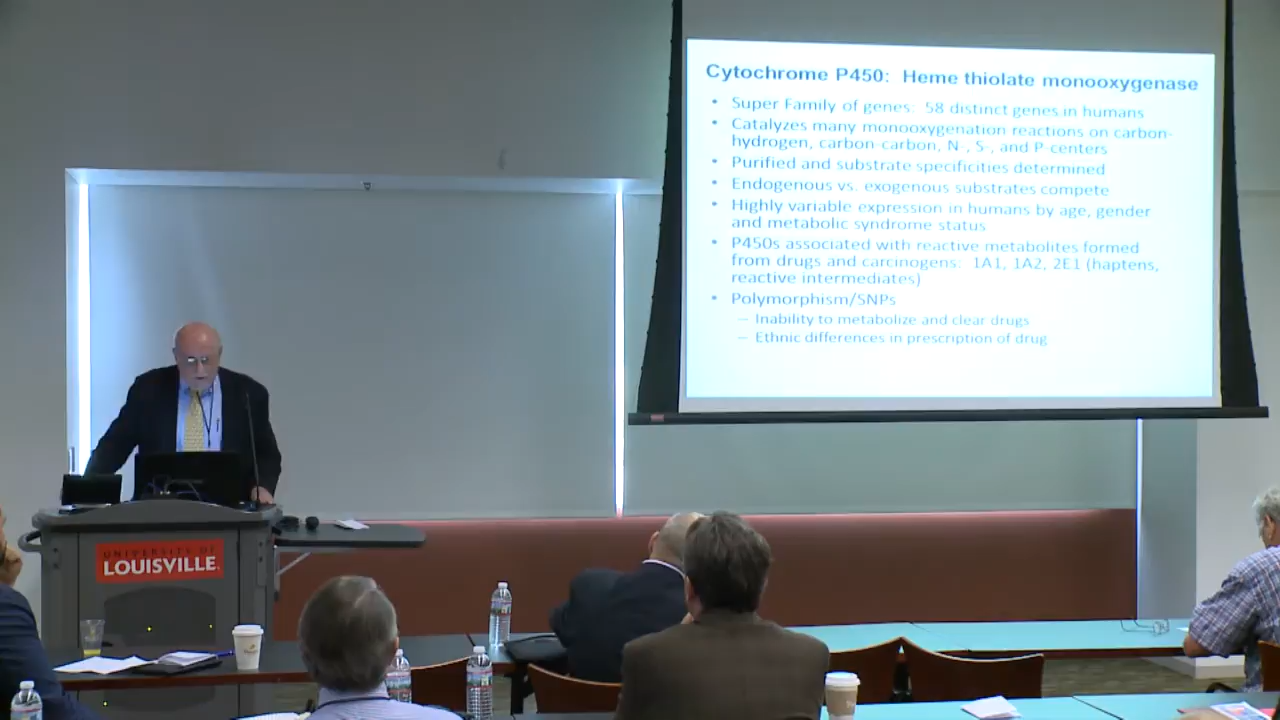 Cytochrome P450: Heme thiolate monooxygenase
• Super Family of genes: 58 distinct genes in humans
• Catalyzes many monooxygenation reactions on carbon-
hydrogen, carbon-carbon, N-, S-, and P-centers
• Purified and substrate specificities determined
• Endogenous vs. exogenous substrates compete
• Highly variable expression in humans by age, gender
and metabolic syndrome status
• P450s associated with reactive metabolites formed
from drugs and carcinogens: 1A1, 1A2, 2E1 (haptens,
reactive intermediates)
• Polymorphism/SNPs
– Inability to metabolize and clear drugs
– Ethnic differences in prescription of drug
UNIVERSITY OF
LOUISVILLE.